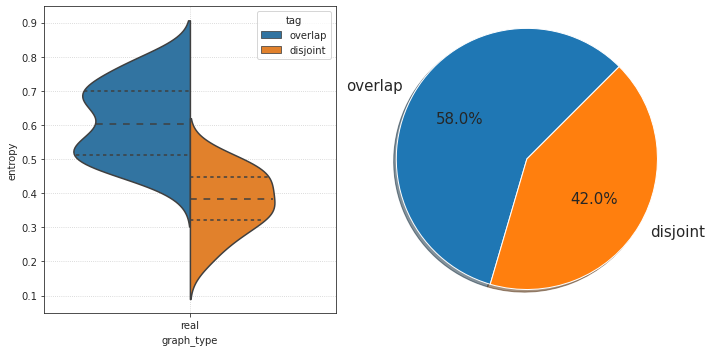 0.9
0.8
0.7
0.6
0.5
0.4
0.3
0.2
0.1
entropy
real
graph_type
tag
overlap
disjoint
overlap
58.0%
42.0%
disjoint